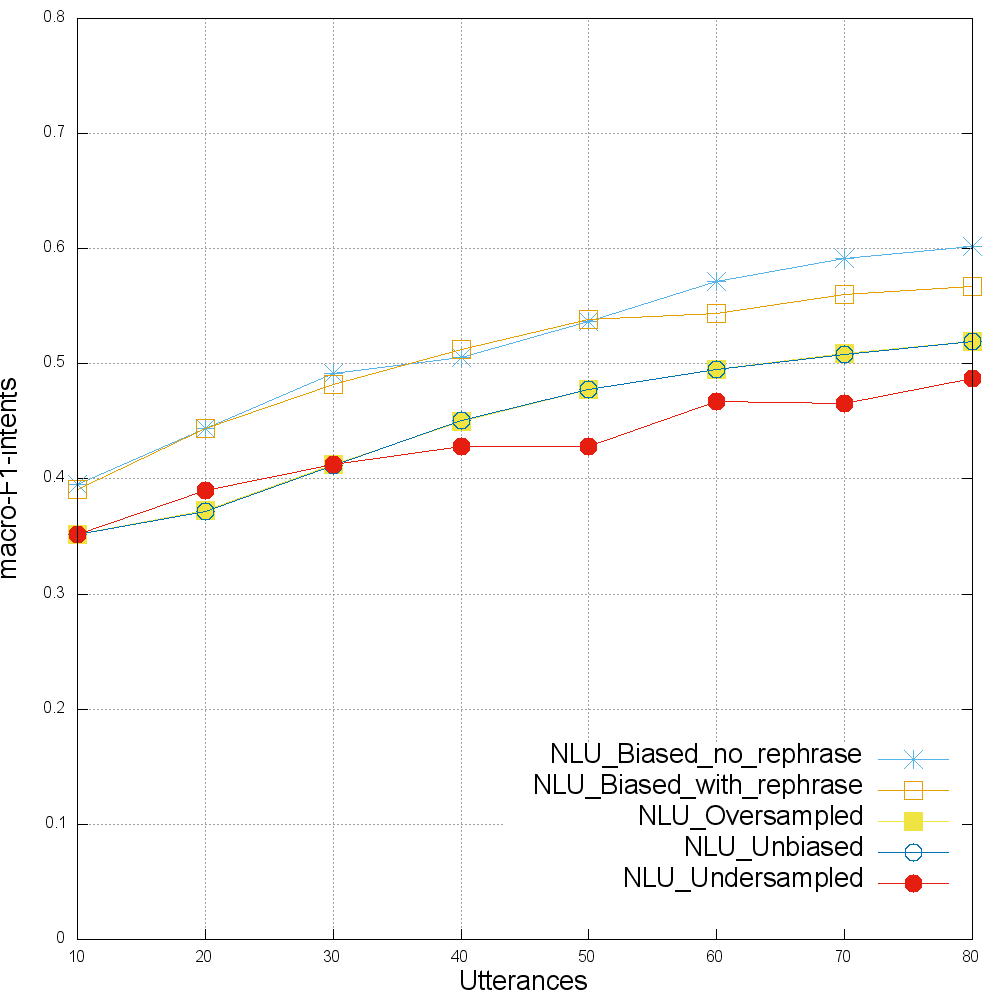 0.8
0.7
0.6
0.5
0.4
0.3
0.2
0.1
0
macro-F1-intents
NLU_Biased_no_rephrase
NLU_Biased_with_rephrase
NLU_Oversampled
NLU_Unbiased
NLU_Undersampled
10 20 30 40 50 60 70 80
Utterances